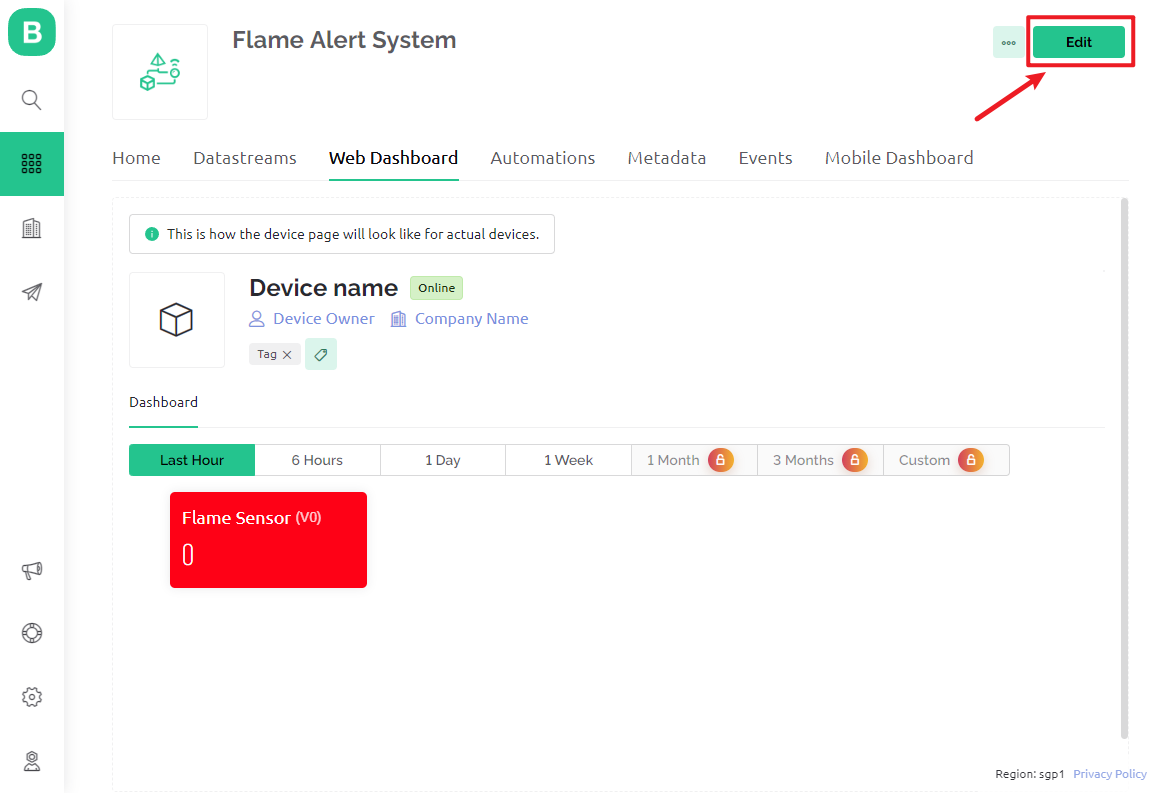 B
Flame Alert System
Edit
Home Datastreams Web Dashboard Automations Metadata Events Mobile Dashboard
This is how the device page will look like for actual devices.
Device name Online
Device Owner Company Name
Tag
Dashboard
Last Hour 6 Hours 1 Day 1 Week 1 Month 3 Months Custom
Flame Sensor (V0)
0
Region: sgp1 Privacy Policy